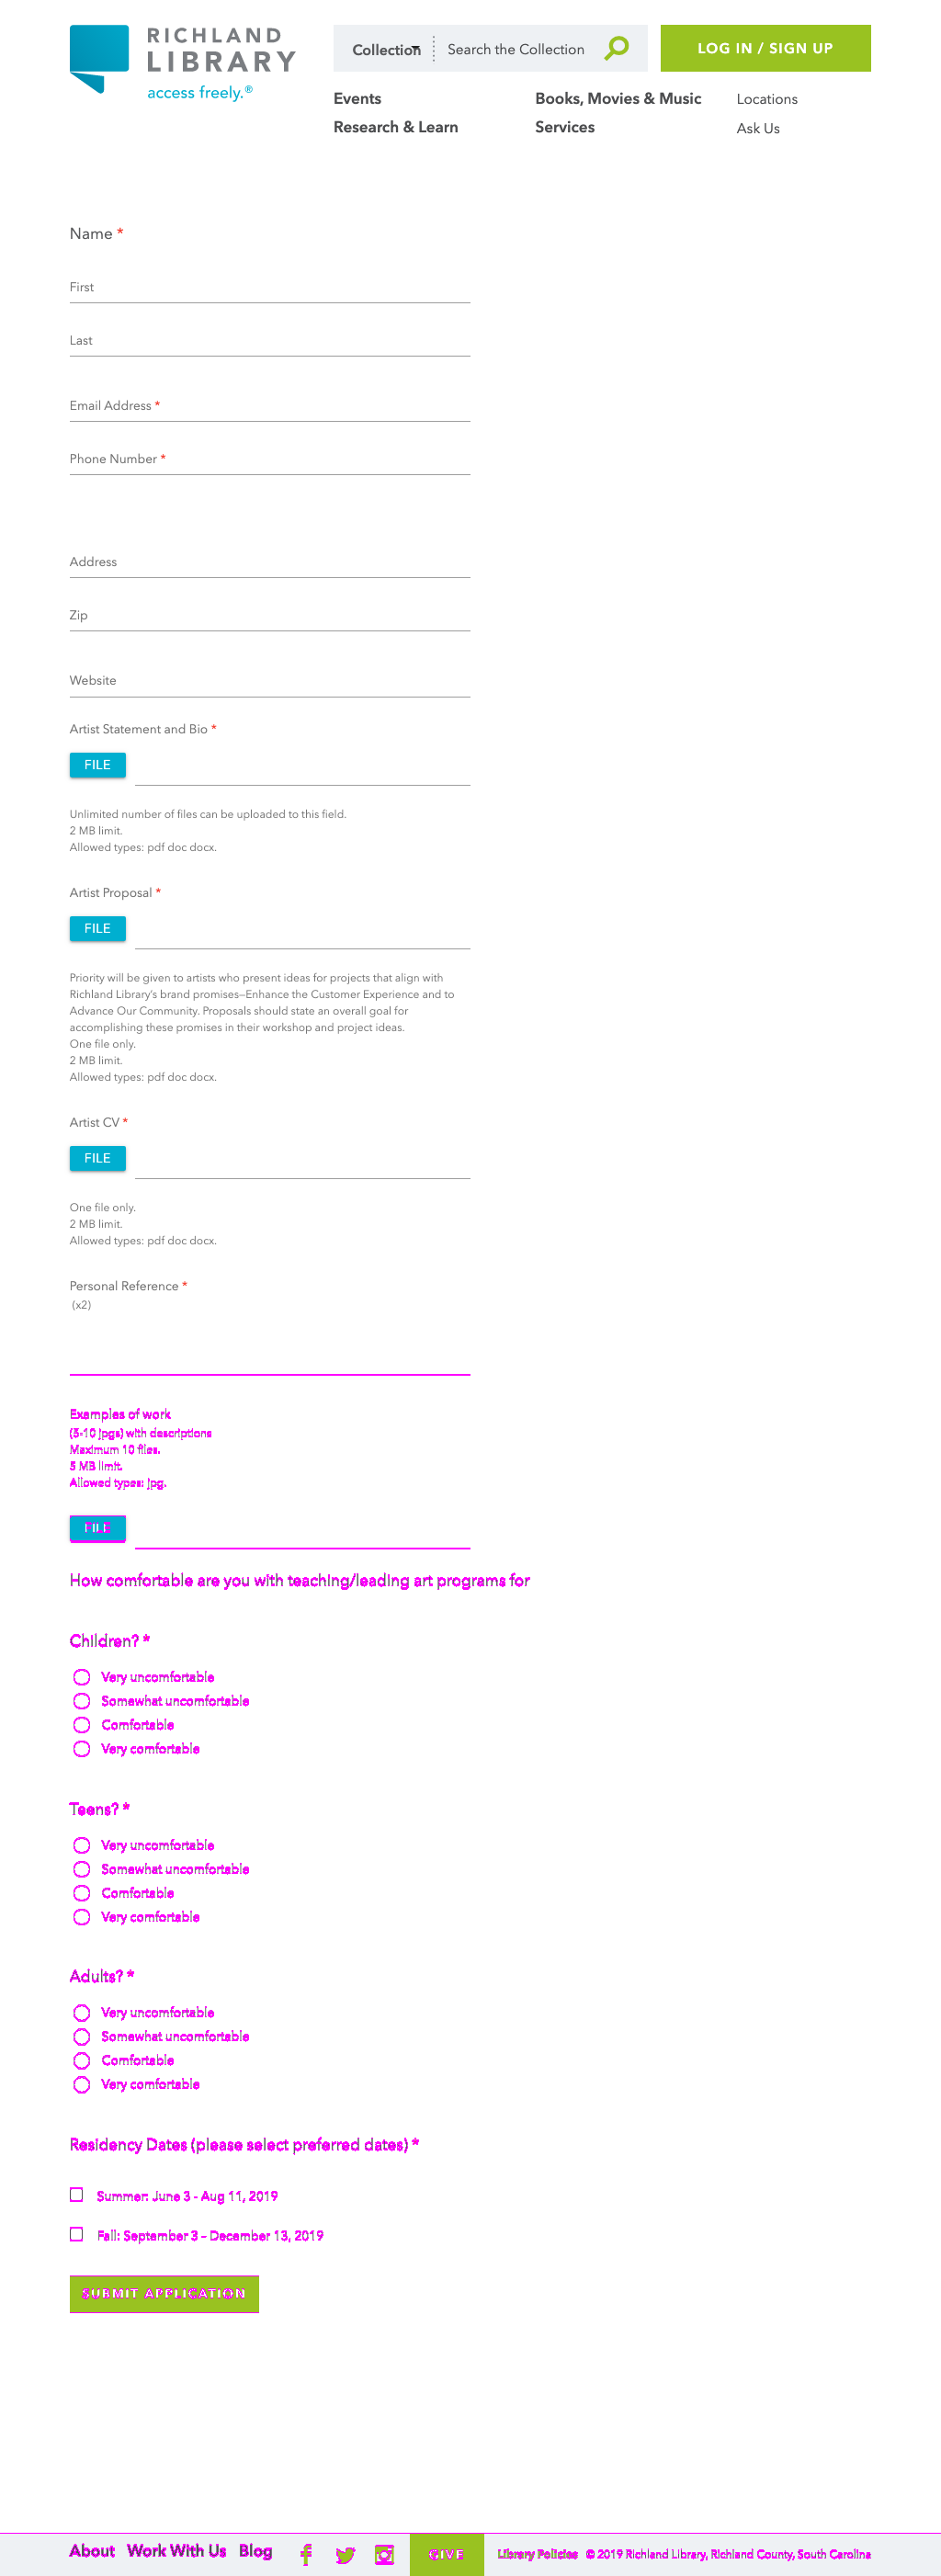 RICHLAND
LIBRARY
access freely.®
Collection
Search the Collection
LOG IN / SIGN UP
Events
Books, Movies & Music
Locations
Research & Learn
Services
Ask Us
Name *
First
Last
Email Address *
Phone Number *
Address
Zip
Website
Artist Statement and Bio *
FILE
Unlimited number of files can be uploaded to this field.
2 MB limit.
Allowed types: pdf doc docx.
Artist Proposal *
FILE
Priority will be given to artists who present ideas for projects that align with
Richland Library's brand promises—Enhance the Customer Experience and to
Advance Our Community. Proposals should state an overall goal for
accomplishing these promises in their workshop and project ideas.
One file only.
2 MB limit.
Allowed types: pdf doc docx.
Artist CV *
FILE
One file only.
2 MB limit.
Allowed types: pdf doc docx.
Personal Reference *
(x2)
Examples of work
(3-10 jpgs) with descriptions
Maximum 10 files.
5 MB limit.
Allowed types: jpg.
FILE
How comfortable are you with teaching/leading art programs for
Children? *
Very uncomfortable
Somewhat uncomfortable
Comfortable
Very comfortable
Teens? *
Very uncomfortable
Somewhat uncomfortable
Comfortable
Very comfortable
Adults? *
Very uncomfortable
Somewhat uncomfortable
Comfortable
Very comfortable
Residency Dates (please select preferred dates) *
Summer: June 3 - Aug 11, 2019
Fall: September 3 – December 13, 2019
SUBMIT APPLICATION
About
Work With Us
Blog
GIVE
Library Policies
© 2019 Richland Library, Richland County, South Carolina